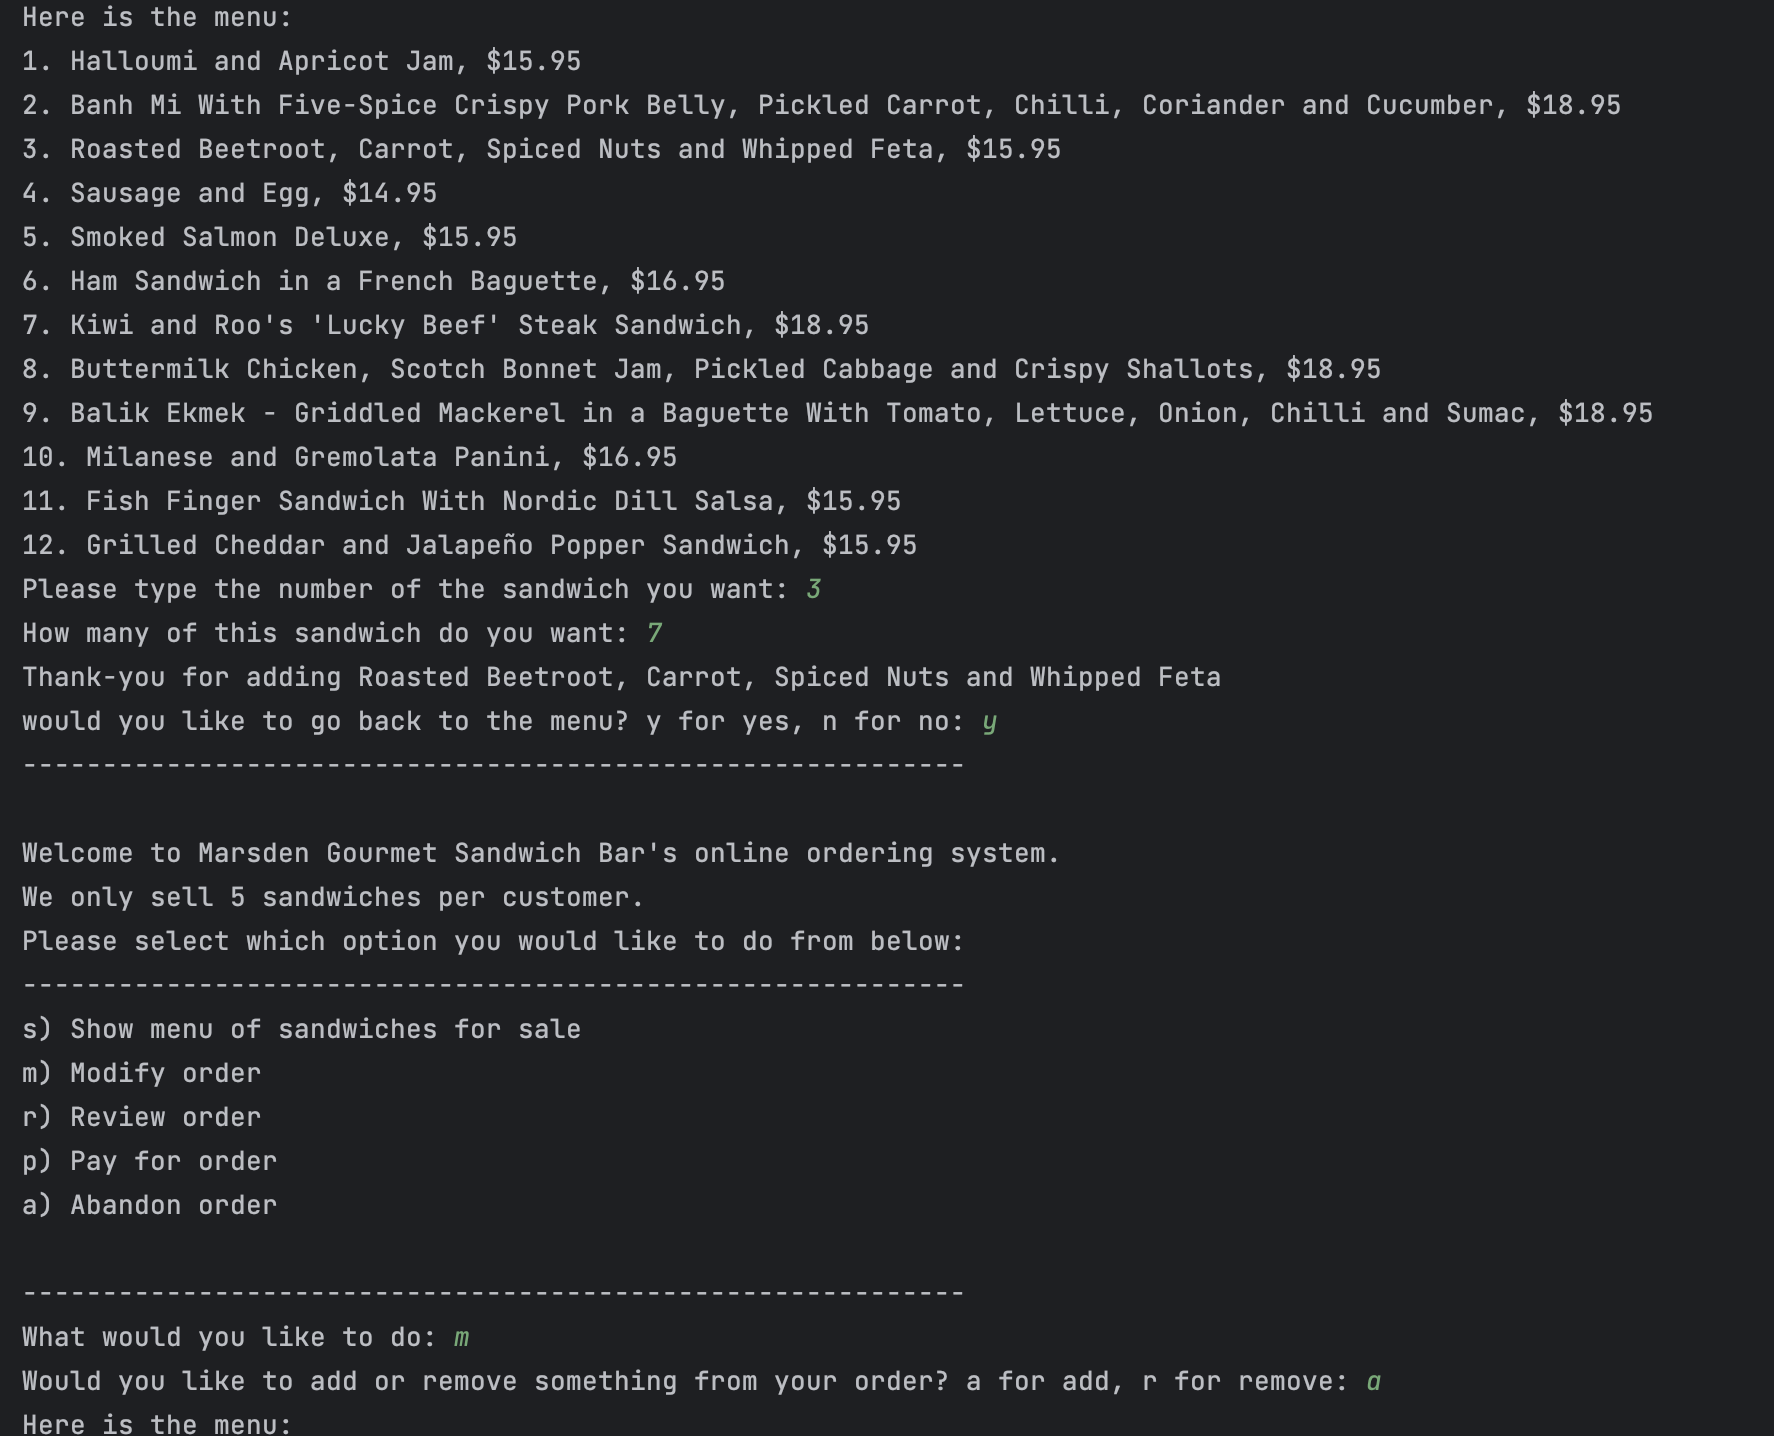 Here is the menu:
1. Halloumi and Apricot Jam, $15.95
2. Banh Mi With Five-Spice Crispy Pork Belly, Pickled Carrot, Chilli, Coriander and Cucumber, $18.95
3. Roasted Beetroot, Carrot, Spiced Nuts and Whipped Feta, $15.95
4. Sausage and Egg, $14.95
5. Smoked Salmon Deluxe, $15.95
6. Ham Sandwich in a French Baguette, $16.95
7. Kiwi and Roo's 'Lucky Beef' Steak Sandwich, $18.95
8. Buttermilk Chicken, Scotch Bonnet Jam, Pickled Cabbage and Crispy Shallots, $18.95
9. Balik Ekmek - Griddled Mackerel in a Baguette With Tomato, Lettuce, Onion, Chilli and Sumac, $18.95
10. Milanese and Gremolata Panini, $16.95
11. Fish Finger Sandwich With Nordic Dill Salsa, $15.95
12. Grilled Cheddar and Jalapeño Popper Sandwich, $15.95
Please type the number of the sandwich you want: 3
How many of this sandwich do you want: 7
Thank-you for adding Roasted Beetroot, Carrot, Spiced Nuts and Whipped Feta
would you like to go back to the menu? y for yes, n for no: y
-----------------------------------------------------------
Welcome to Marsden Gourmet Sandwich Bar's online ordering system.
We only sell 5 sandwiches per customer.
Please select which option you would like to do from below:
-----------------------------------------------------------
s) Show menu of sandwiches for sale
m) Modify order
r) Review order
p) Pay for order
a) Abandon order
-----------------------------------------------------------
What would you like to do: m
Would you like to add or remove something from your order? a for add, r for remove: a
Here is the menu: